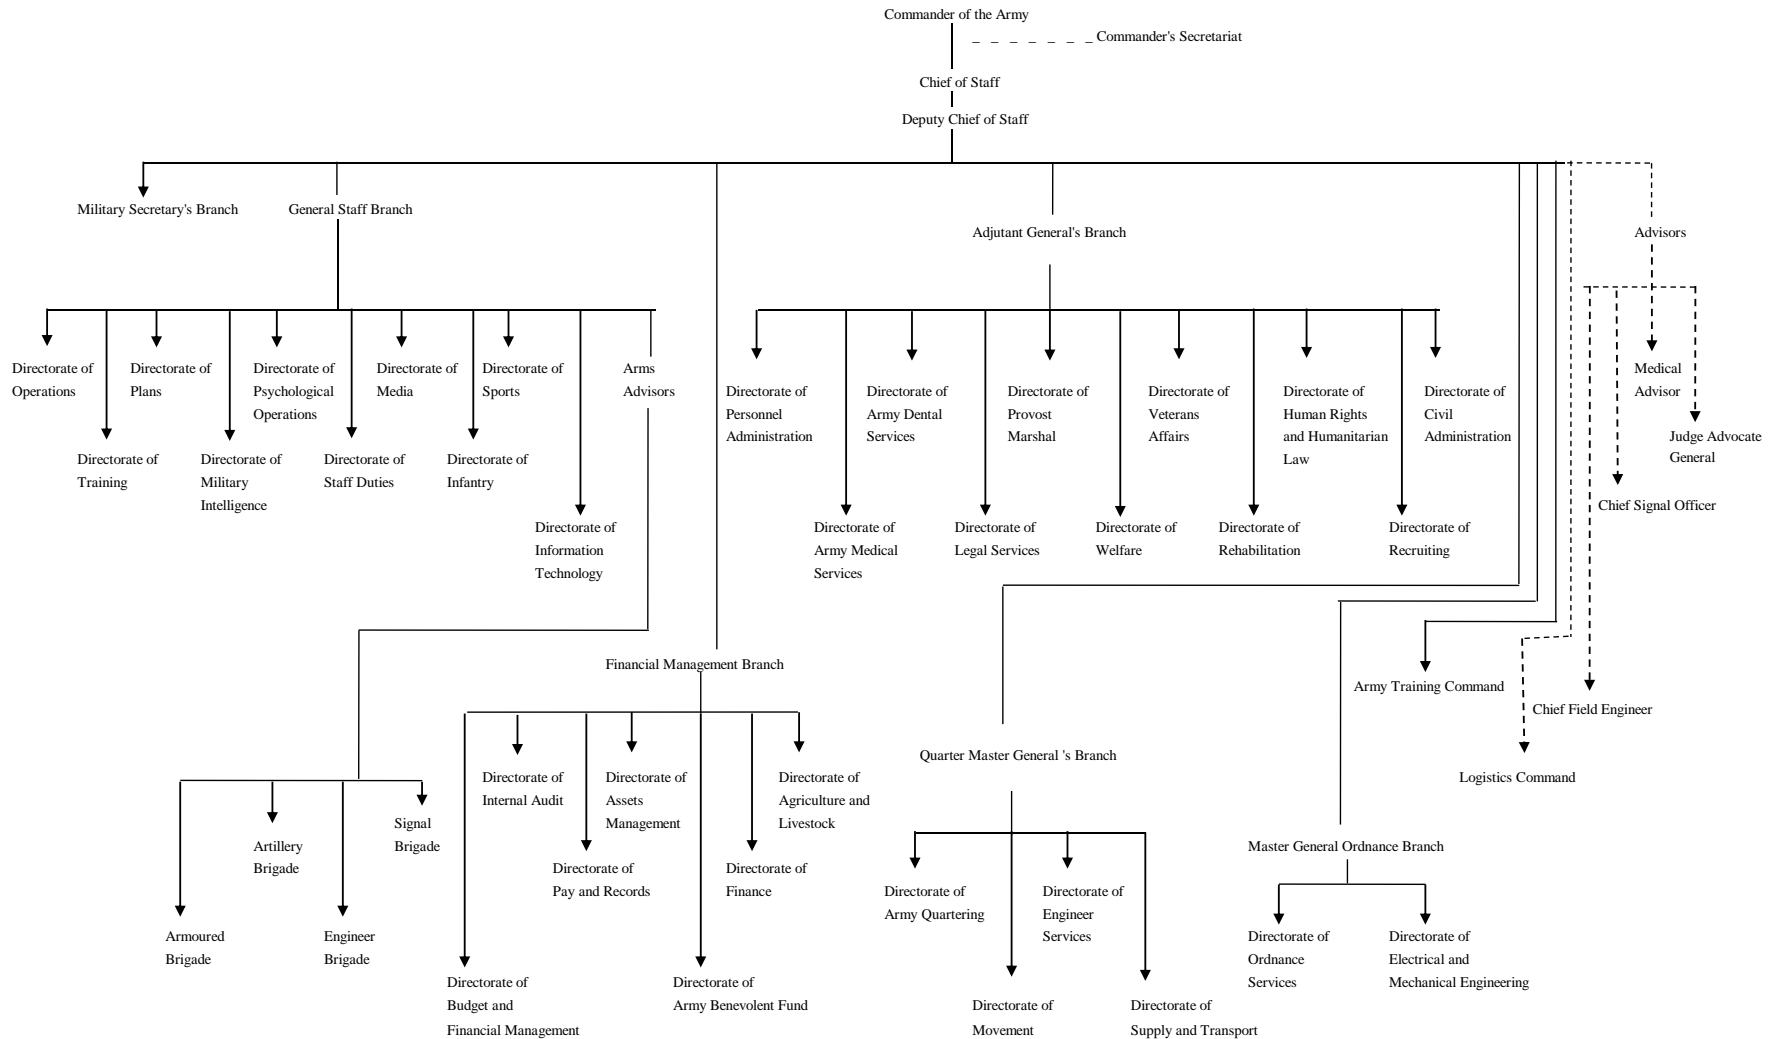 Commander of the Army
Commander's Secretariat
Chief of Staff
Deputy Chief of Staff
Military Secretary's Branch
General Staff Branch
Adjutant General's Branch
Advisors
Directorate of
Operations
Directorate of
Plans
Directorate of
Psychological
Operations
Directorate of
Media
Directorate of
Sports
Arms
Advisors
Directorate of
Training
Directorate of
Military
Intelligence
Directorate of
Staff Duties
Directorate of
Infantry
Directorate of
Information
Technology
Directorate of
Personnel
Administration
Directorate of
Army Dental
Services
Directorate of
Provost
Marshal
Directorate of
Veterans
Affairs
Directorate of
Human Rights
and Humanitarian
Law
Directorate of
Civil
Administration
Directorate of
Army Medical
Services
Directorate of
Legal Services
Directorate of
Welfare
Directorate of
Rehabilitation
Directorate of
Recruiting
Medical
Advisor
Judge Advocate
General
Chief Signal Officer
Financial Management Branch
Army Training Command
Chief Field Engineer
Logistics Command
Quarter Master General 's Branch
Master General Ordnance Branch
Signal
Brigade
Artillery
Brigade
Armoured
Brigade
Engineer
Brigade
Directorate of
Internal Audit
Directorate of
Assets
Management
Directorate of
Agriculture and
Livestock
Directorate of
Pay and Records
Directorate of
Finance
Directorate of
Budget and
Financial Management
Directorate of
Army Benevolent Fund
Directorate of
Army Quartering
Directorate of
Engineer
Services
Directorate of
Movement
Directorate of
Supply and Transport
Directorate of
Ordnance
Services
Directorate of
Electrical and
Mechanical Engineering